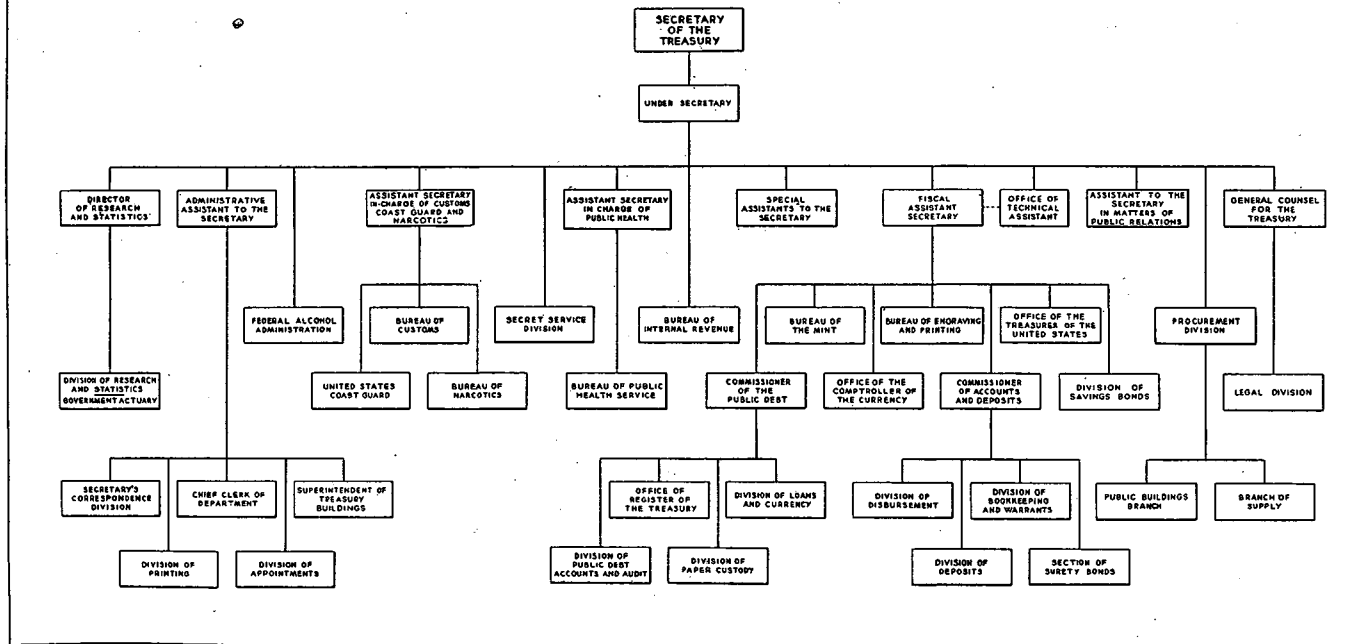 SECRETARY
OF THE
TREASURY
UNDER SECRETARY
DIRECTOR
OF RESEARCH
AND STATISTICS
ADMINISTRATIVE
ASSISTANT TO THE
SECRETARY
ASSISTANT SECRETARY
IN-CHARGE OF CUSTOMS
COAST GUARD AND
NARCOTICS
ASSISTANT SECRETARY
IN CHARGE OF
PUBLIC HEALTH
SPECIAL
ASSISTANTS TO THE
SECRETARY
FISCAL
ASSISTANT
SECRETARY
OFFICE OF
TECHNICAL
ASSISTANT
ASSISTANT TO THE
SECRETARY
IN MATTERS OF
PUBLIC RELATIONS
GENERAL COUNSEL
FOR THE
TREASURY
FEDERAL ALCOHOL
ADMINISTRATION
BUREAU OF
CUSTOMS
SECRET SERVICE
DIVISION
BUREAU OF
INTERNAL REVENUE
BUREAU OF
THE MINT
BUREAU OF ENGRAVING
AND PRINTING
OFFICE OF THE
TREASURER OF THE
UNITED STATES
PROCUREMENT
DIVISION
DIVISION OF RESEARCH
AND STATISTICS
GOVERNMENT ACTUARY
UNITED STATES
COAST GUARD
BUREAU OF
NARCOTICS
BUREAU OF PUBLIC
HEALTH SERVICE
COMMISSIONER
OF THE
PUBLIC DEBT
OFFICE OF THE
COMPTROLLER OF
THE CURRENCY
COMMISSIONER
OF ACCOUNTS
AND DEPOSITS
DIVISION OF
SAVINGS BONDS
LEGAL DIVISION
SECRETARY'S
CORRESPONDENCE
DIVISION
CHIEF CLERK OF
DEPARTMENT
SUPERINTENDENT OF
TREASURY
BUILDINGS
OFFICE OF
REGISTER OF
THE TREASURY
DIVISION OF LOANS
AND CURRENCY
DIVISION OF
DISBURSEMENT
DIVISION OF
BOOKKEEPING
AND WARRANTS
PUBLIC BUILDINGS
BRANCH
BRANCH OF
SUPPLY
DIVISION OF
PRINTING
DIVISION OF
APPOINTMENTS
DIVISION OF
PUBLIC DEBT
ACCOUNTS AND AUDIT
DIVISION OF
PAPER CUSTODY
DIVISION OF
DEPOSITS
SECTION OF
SURETY BONDS